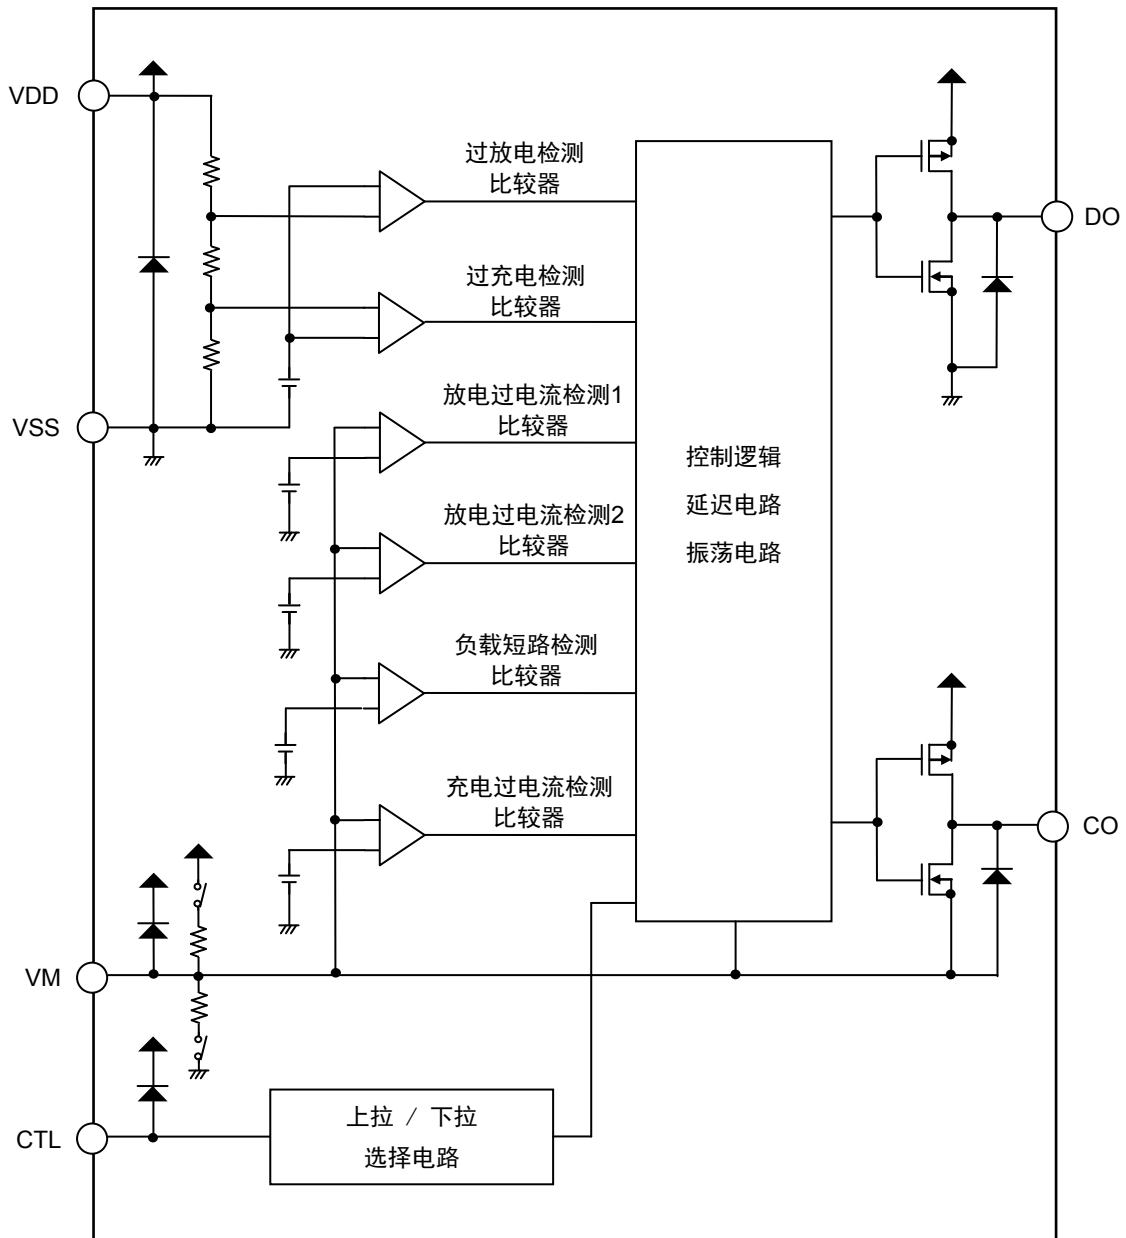 VDD
过放电检测
比较器
DO
过充电检测
比较器
放电过电流检测1
比较器
VSS
控制逻辑
延迟电路
振荡电路
放电过电流检测2
比较器
负载短路检测
比较器
充电过电流检测
比较器
CO
VM
CTL
上拉 / 下拉
选择电路